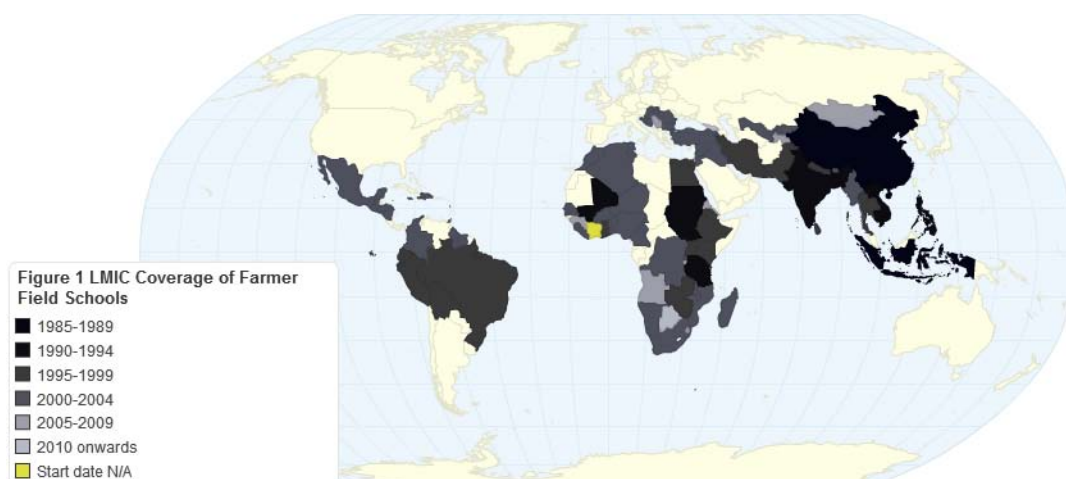 Figure 1 LMIC Coverage of Farmer
Field Schools
1985-1989
1990-1994
1995-1999
2000-2004
2005-2009
2010 onwards
Start date N/A